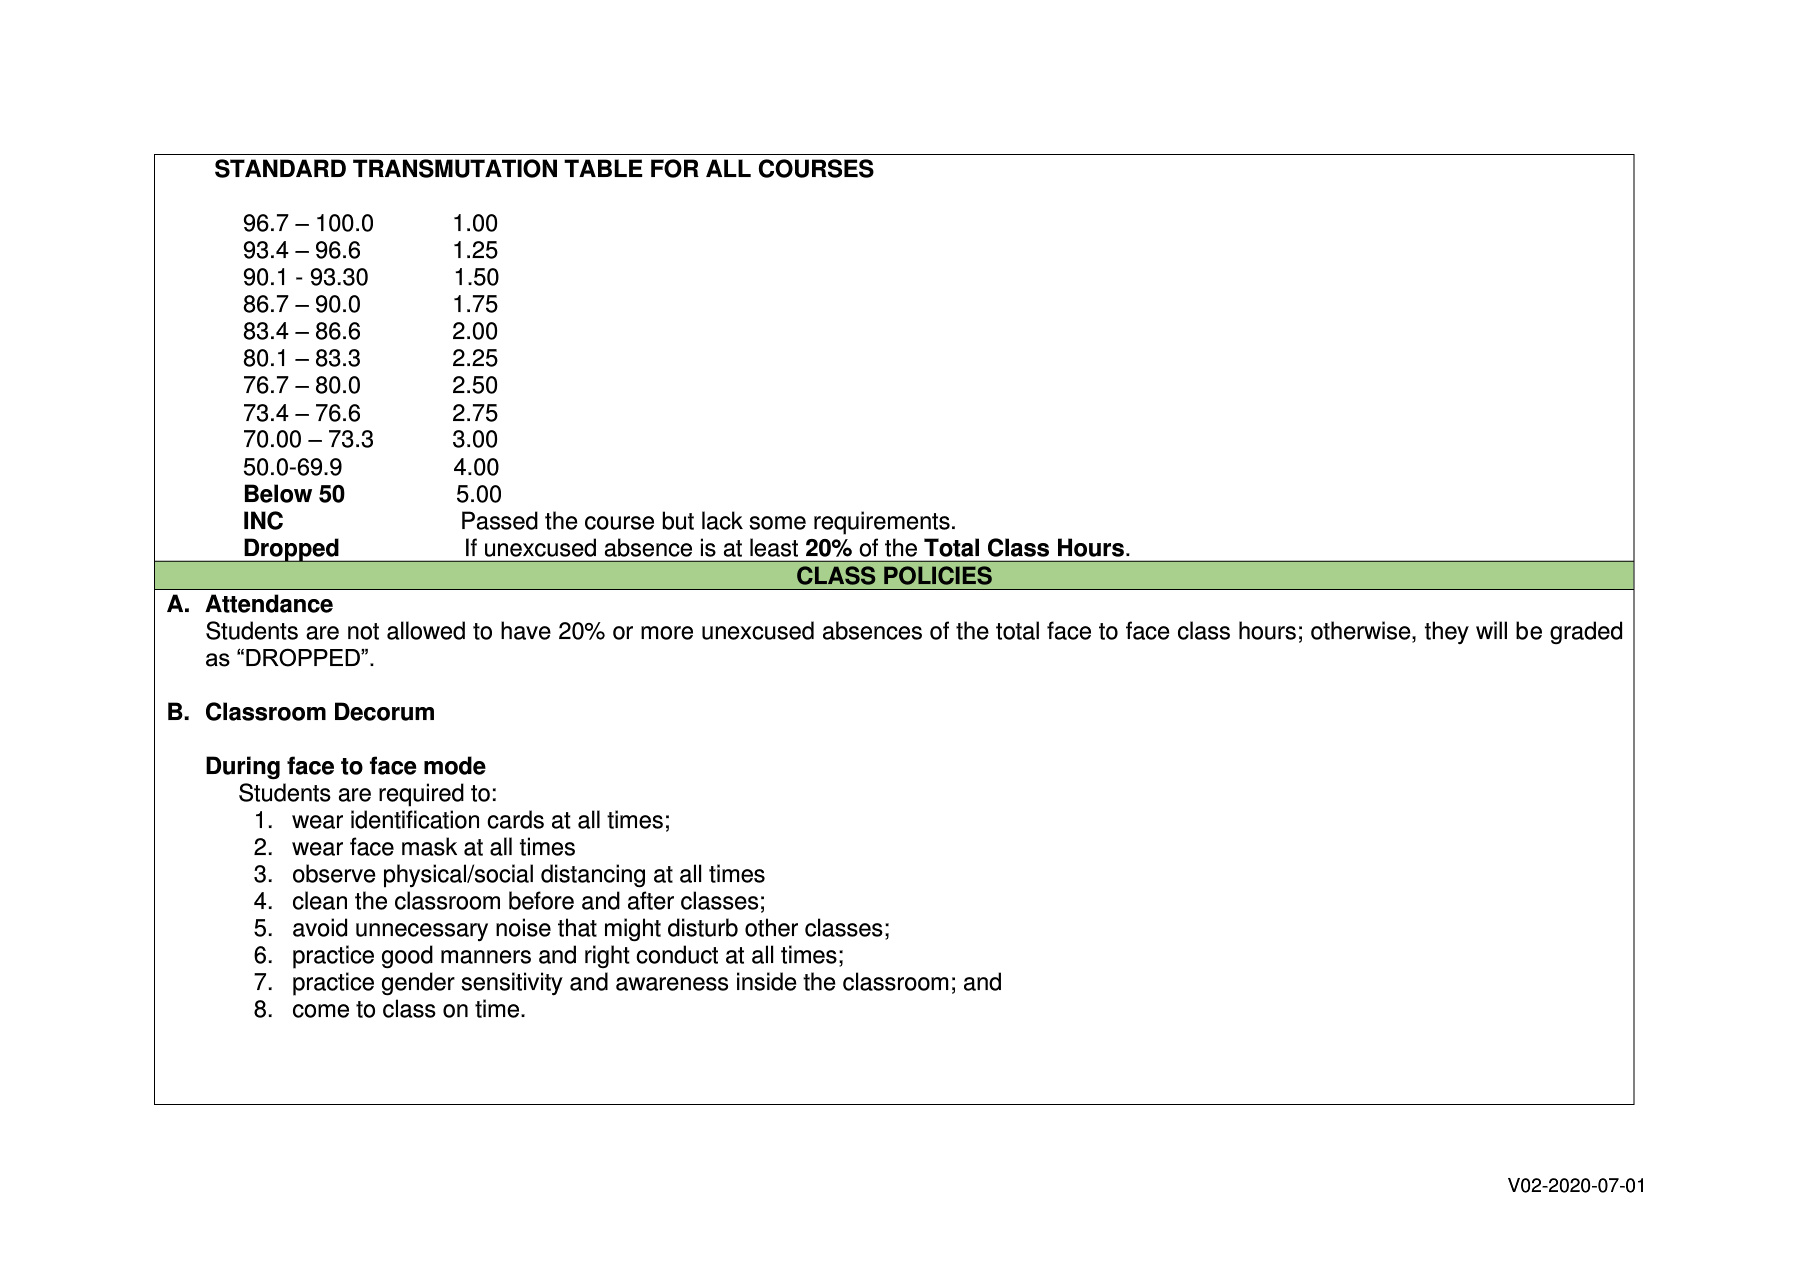 STANDARD TRANSMUTATION TABLE FOR ALL COURSES
96.7 – 100.0 1.00
93.4 – 96.6 1.25
90.1 - 93.30 1.50
86.7 – 90.0 1.75
83.4 – 86.6 2.00
80.1 – 83.3 2.25
76.7 – 80.0 2.50
73.4 – 76.6 2.75
70.00 – 73.3 3.00
50.0-69.9 4.00
Below 50 5.00
INC Passed the course but lack some requirements.
Dropped If unexcused absence is at least 20% of the Total Class Hours.
CLASS POLICIES
A. Attendance
Students are not allowed to have 20% or more unexcused absences of the total face to face class hours; otherwise, they will be graded
as “DROPPED”.
B. Classroom Decorum
During face to face mode
Students are required to:
1. wear identification cards at all times;
2. wear face mask at all times
3. observe physical/social distancing at all times
4. clean the classroom before and after classes;
5. avoid unnecessary noise that might disturb other classes;
6. practice good manners and right conduct at all times;
7. practice gender sensitivity and awareness inside the classroom; and
8. come to class on time.
V02-2020-07-01